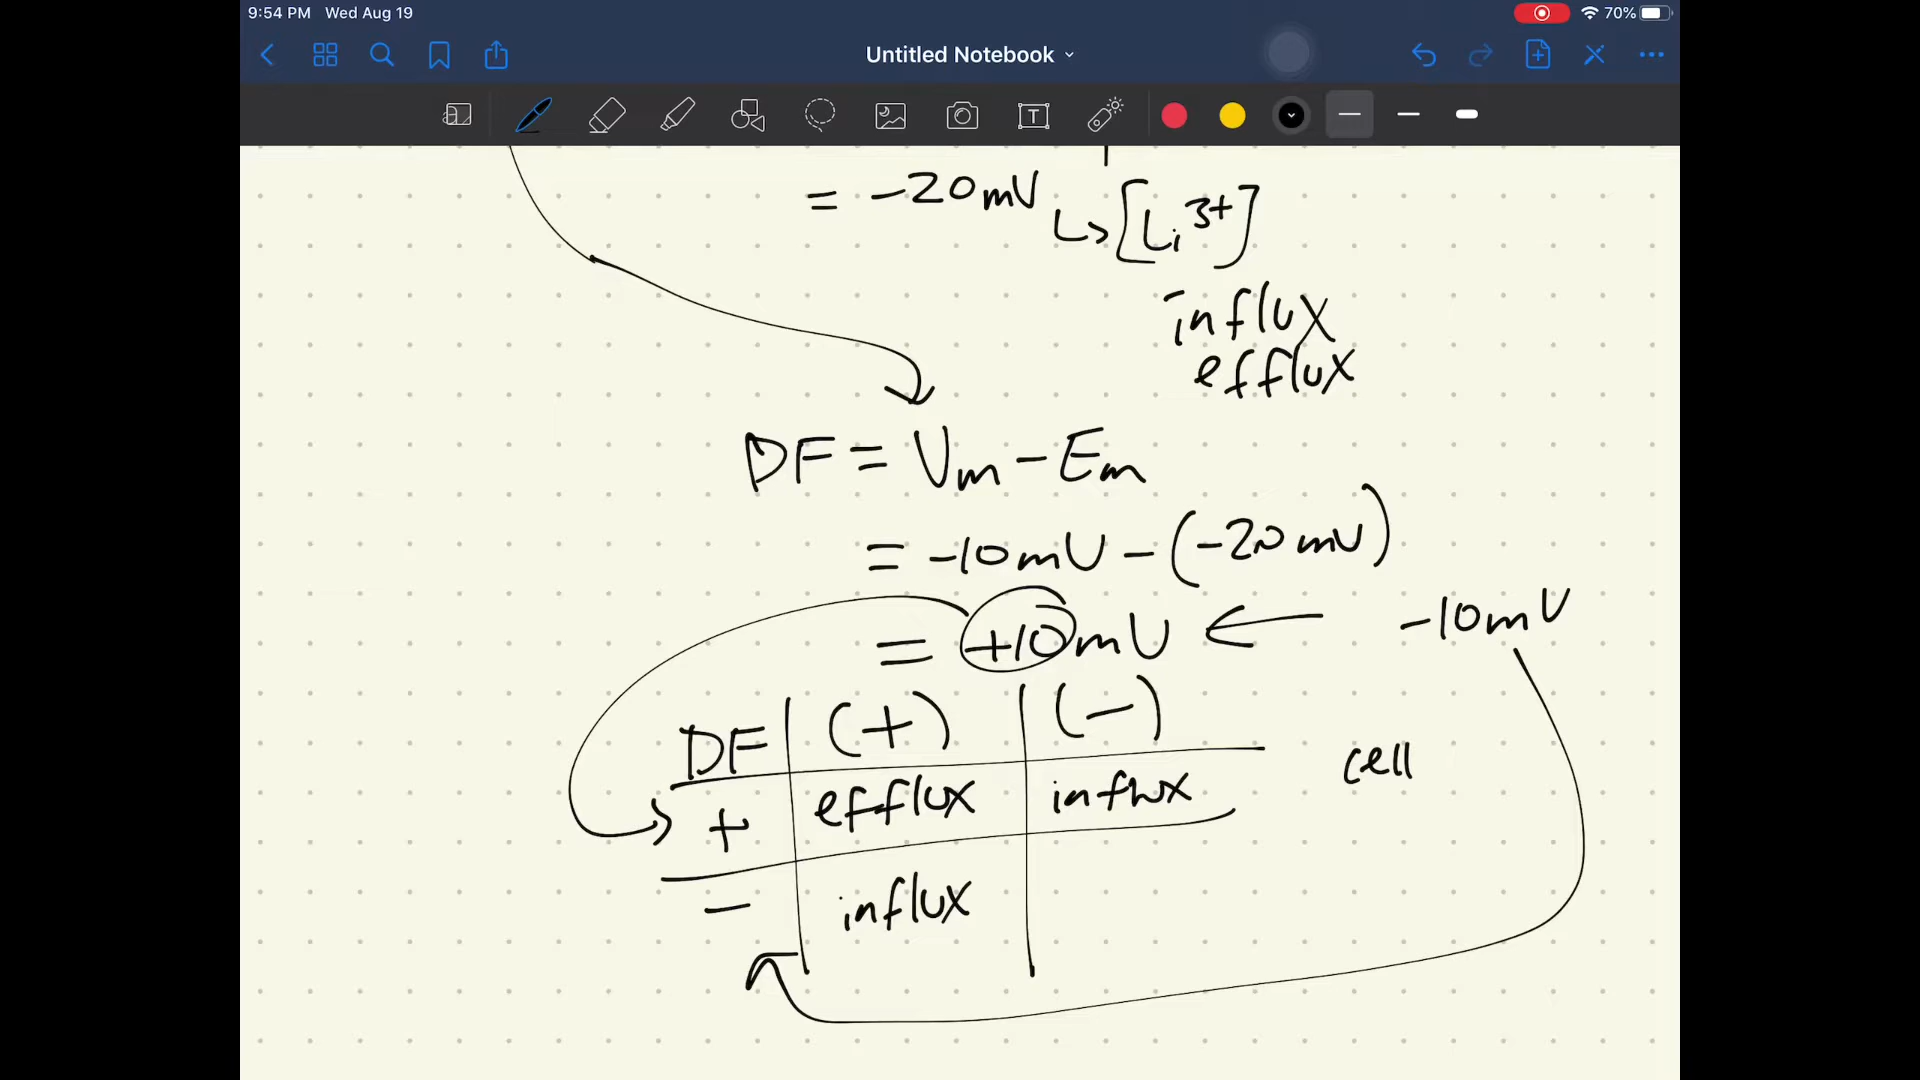 9:54 PM Wed Aug 19
70%
Untitled Notebook
T
= -20mV
↳ [Li³⁺]
influx
efflux
DF = Vm - Em
= -10mV - (-20mV)
= +10mV ← -10mV
DF | (+) | (-)
cell
+ | efflux | influx
- | influx